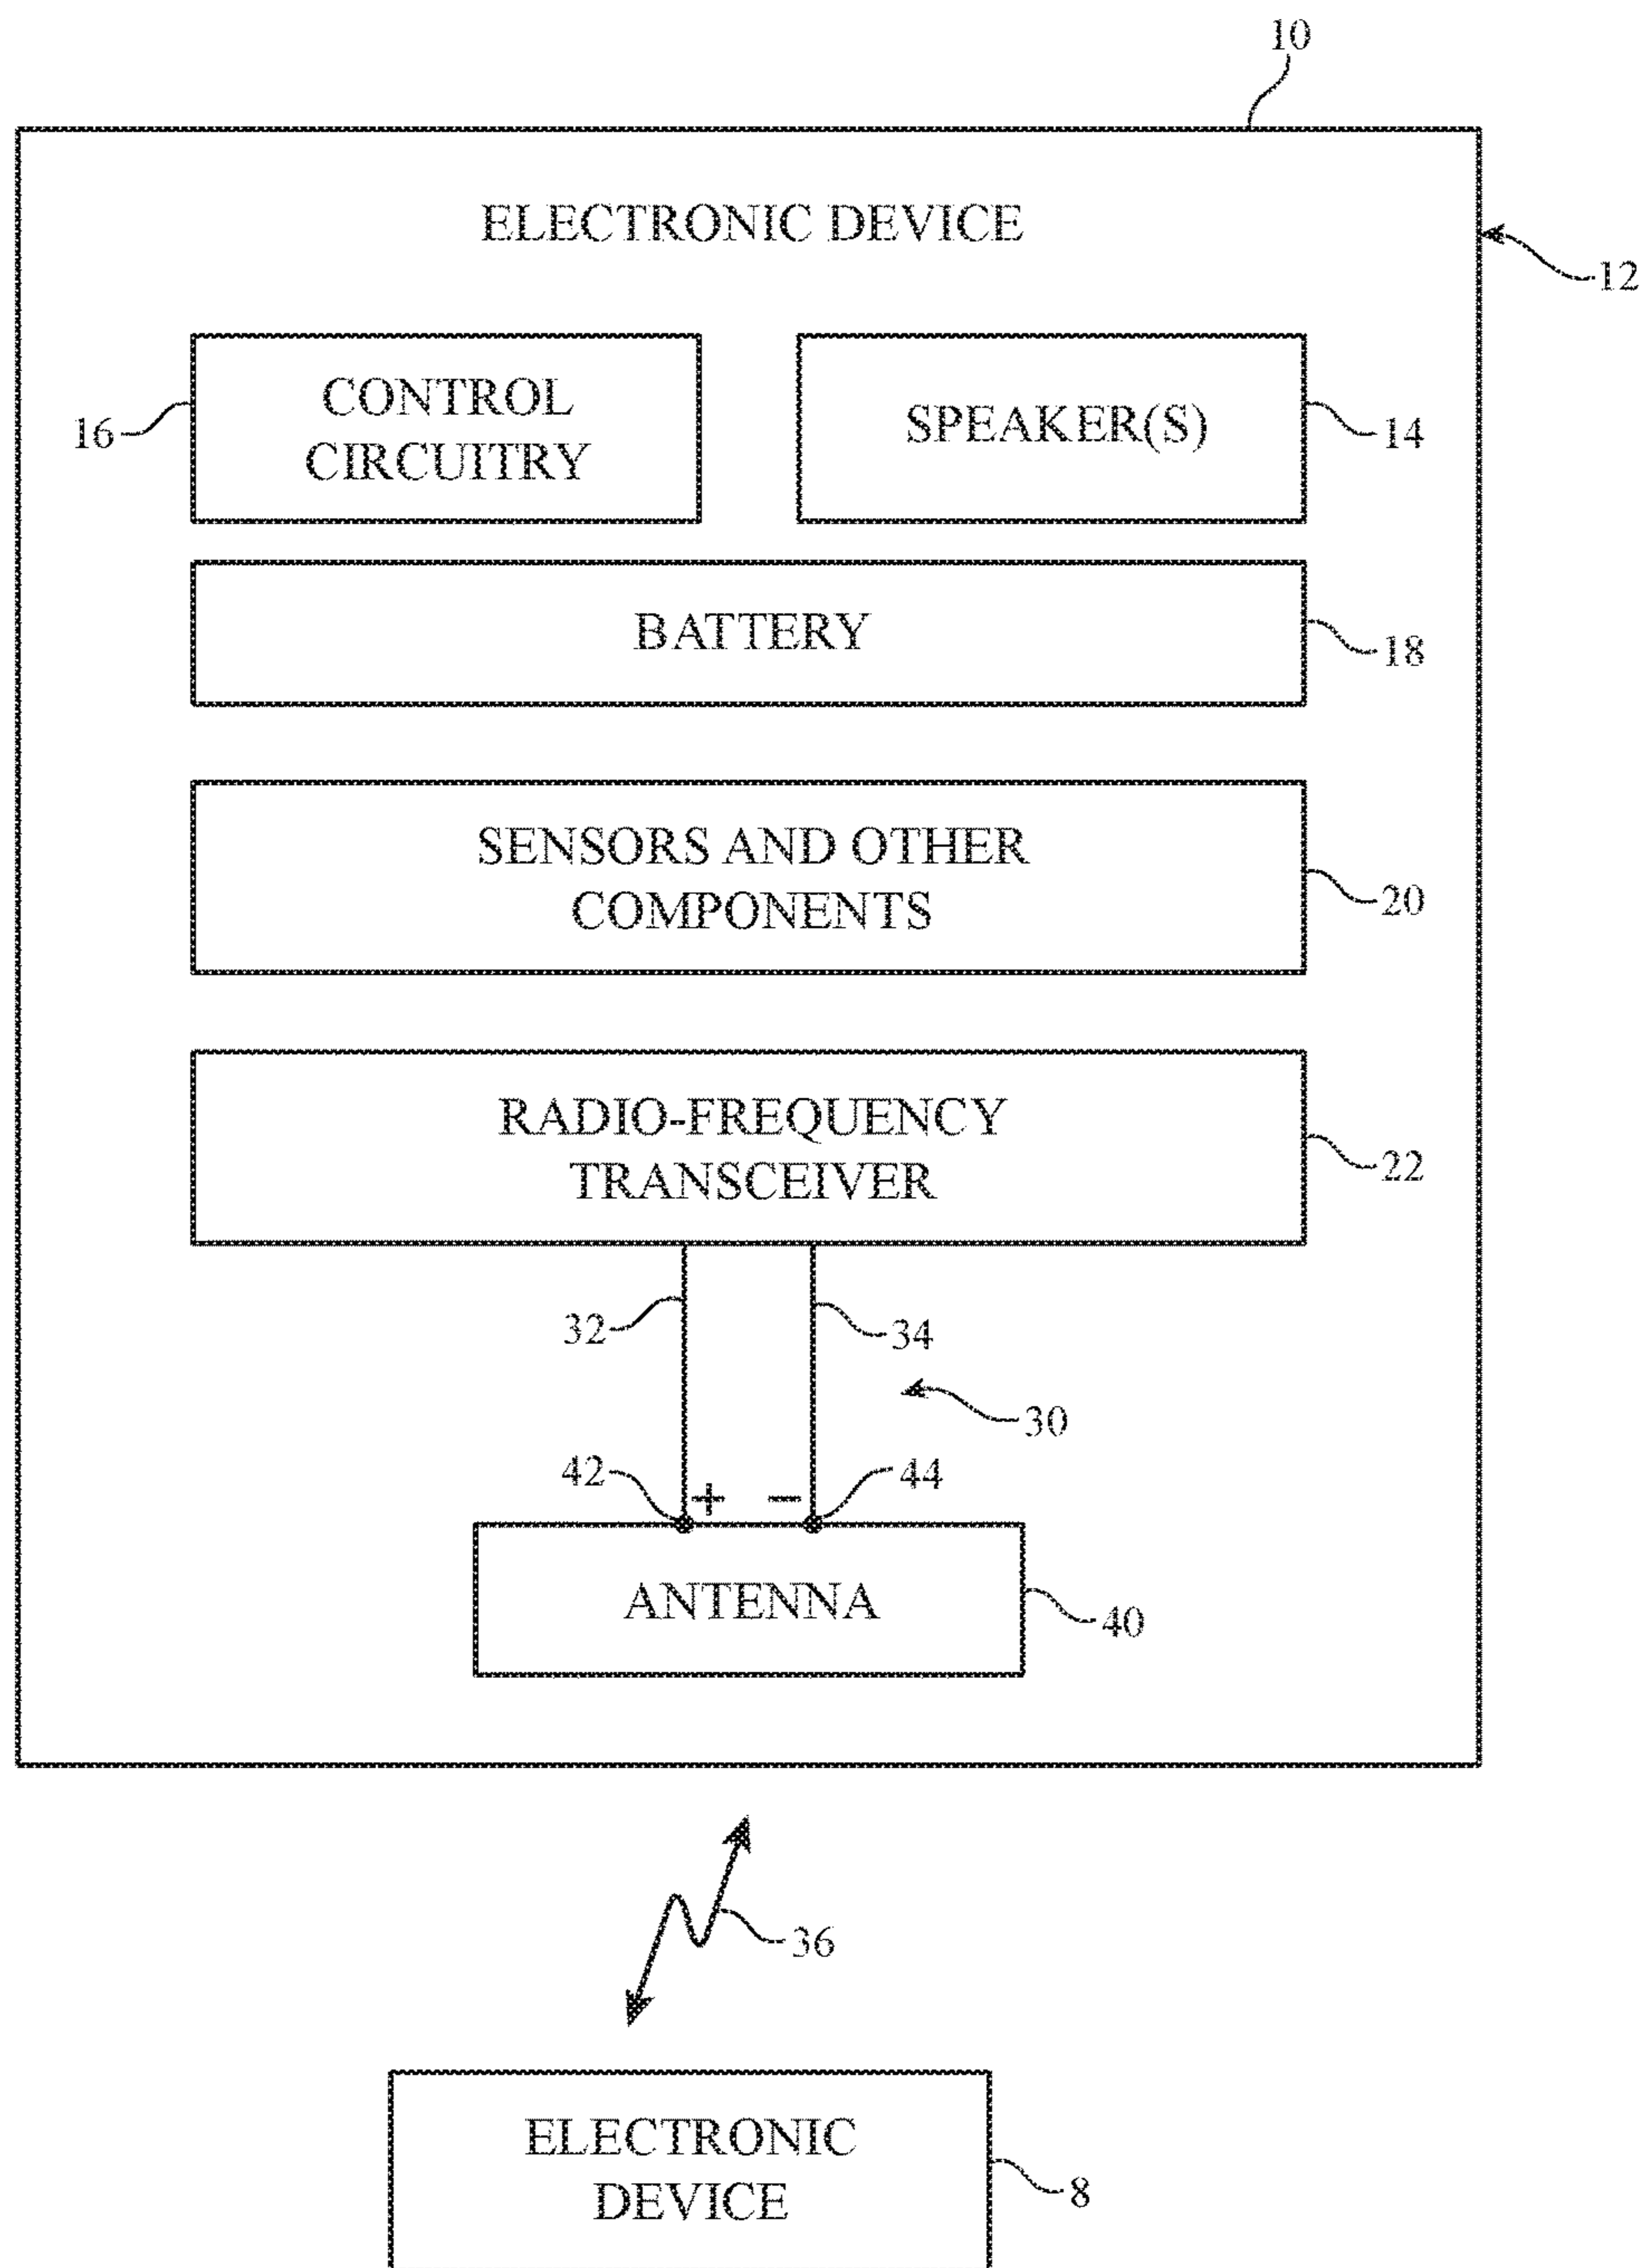 10
ELECTRONIC DEVICE
12
CONTROL
CIRCUITRY
16
SPEAKER(S)
14
BATTERY
18
SENSORS AND OTHER
COMPONENTS
20
RADIO-FREQUENCY
TRANSCEIVER
22
32
34
30
42
+
−
44
ANTENNA
40
36
ELECTRONIC
DEVICE
8